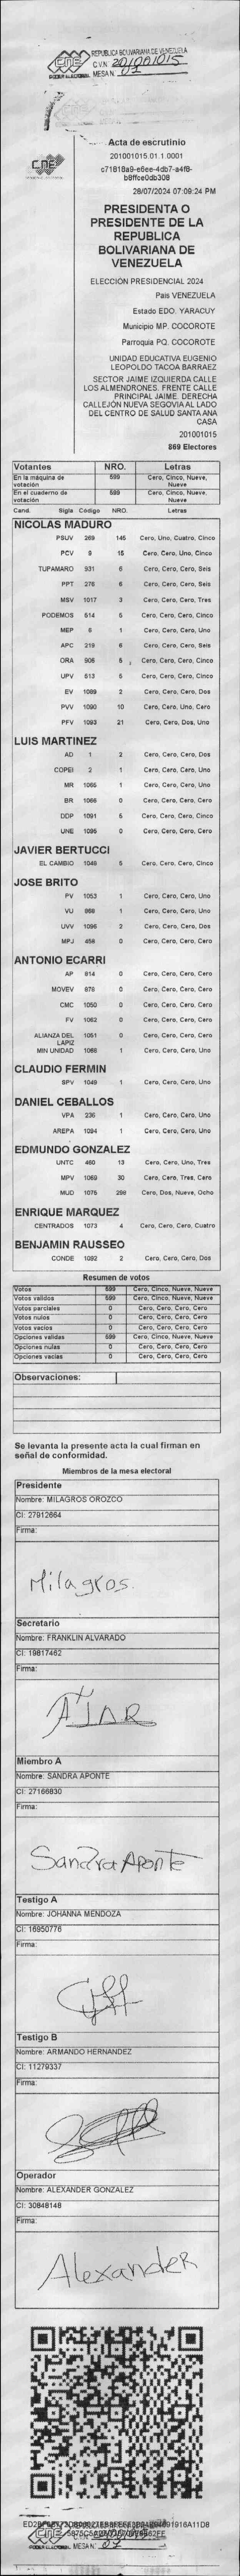 REPUBLICA BOLIVARIANA DE VENEZUELA
CNE
C.V.N. 201001015
PODER ELECTORAL MESA N. 01
CNE
Acta de escrutinio
201001015.01.1.0001
28/07/2024 07:09:24 PM
PRESIDENTA O
PRESIDENTE DE LA
REPUBLICA
BOLIVARIANA DE
VENEZUELA
ELECCIÓN PRESIDENCIAL 2024
País VENEZUELA
Estado EDO. YARACUY
Municipio MP. COCOROTE
Parroquia PQ. COCOROTE
UNIDAD EDUCATIVA EUGENIO
LEOPOLDO TACOA BARRAEZ
SECTOR JAIME IZQUIERDA CALLE
LOS ALMENDRONES. FRENTE CALLE
PRINCIPAL JAIME. DERECHA
CALLEJÓN NUEVA SEGOVIA AL LADO
DEL CENTRO DE SALUD SANTA ANA
CASA
201001015
869 Electores
Votantes NRO. Letras
En la máquina de votación 599 Cero, Cinco, Nueve, Nueve
En el cuaderno de votación 599 Cero, Cinco, Nueve, Nueve
Cand. Sigla Código NRO. Letras
NICOLAS MADURO
PSUV 269 145 Cero, Uno, Cuatro, Cinco
PCV 9 15 Cero, Cero, Uno, Cinco
TUPAMARO 931 6 Cero, Cero, Cero, Seis
PPT 276 6 Cero, Cero, Cero, Seis
MSV 1017 3 Cero, Cero, Cero, Tres
PODEMOS 514 5 Cero, Cero, Cero, Cinco
MEP 6 1 Cero, Cero, Cero, Uno
APC 219 6 Cero, Cero, Cero, Seis
ORA 906 5 Cero, Cero, Cero, Cinco
UPV 513 5 Cero, Cero, Cero, Cinco
EV 1089 2 Cero, Cero, Cero, Dos
PVV 1090 10 Cero, Cero, Uno, Cero
PFV 1093 21 Cero, Cero, Dos, Uno
LUIS MARTINEZ
AD 1 2 Cero, Cero, Cero, Dos
COPEI 2 1 Cero, Cero, Cero, Uno
MR 1065 1 Cero, Cero, Cero, Uno
BR 1066 0 Cero, Cero, Cero, Cero
DDP 1091 5 Cero, Cero, Cero, Cinco
UNE 1095 0 Cero, Cero, Cero, Cero
JAVIER BERTUCCI
EL CAMBIO 1048 5 Cero, Cero, Cero, Cinco
JOSE BRITO
PV 1053 1 Cero, Cero, Cero, Uno
VU 868 1 Cero, Cero, Cero, Uno
UVV 1096 2 Cero, Cero, Cero, Dos
MPJ 458 0 Cero, Cero, Cero, Cero
ANTONIO ECARRI
AP 814 0 Cero, Cero, Cero, Cero
MOVEV 876 0 Cero, Cero, Cero, Cero
CMC 1050 0 Cero, Cero, Cero, Cero
FV 1062 0 Cero, Cero, Cero, Cero
ALIANZA DEL LAPIZ 1051 0 Cero, Cero, Cero, Cero
MIN UNIDAD 1068 1 Cero, Cero, Cero, Uno
CLAUDIO FERMIN
SPV 1049 1 Cero, Cero, Cero, Uno
DANIEL CEBALLOS
VPA 236 1 Cero, Cero, Cero, Uno
AREPA 1094 1 Cero, Cero, Cero, Uno
EDMUNDO GONZALEZ
UNTC 460 13 Cero, Cero, Uno, Tres
MPV 1069 30 Cero, Cero, Tres, Cero
MUD 1075 298 Cero, Dos, Nueve, Ocho
ENRIQUE MARQUEZ
CENTRADOS 1073 4 Cero, Cero, Cero, Cuatro
BENJAMIN RAUSSEO
CONDE 1092 2 Cero, Cero, Cero, Dos
Resumen de votos
Votos 599 Cero, Cinco, Nueve, Nueve
Votos validos 599 Cero, Cinco, Nueve, Nueve
Votos parciales 0 Cero, Cero, Cero, Cero
Votos nulos 0 Cero, Cero, Cero, Cero
Votos vacios 0 Cero, Cero, Cero, Cero
Opciones validas 599 Cero, Cinco, Nueve, Nueve
Opciones nulas 0 Cero, Cero, Cero, Cero
Opciones vacias 0 Cero, Cero, Cero, Cero
Observaciones:
Se levanta la presente acta la cual firman en
señal de conformidad.
Miembros de la mesa electoral
Presidente
Nombre: MILAGROS OROZCO
CI: 27912664
Firma:
Milagros.
Secretario
Nombre: FRANKLIN ALVARADO
CI: 19817462
Firma:
Miembro A
Nombre: SANDRA APONTE
CI: 27166830
Firma:
Sandra Aponte
Testigo A
Nombre: JOHANNA MENDOZA
CI: 16950776
Firma:
Testigo B
Nombre: ARMANDO HERNANDEZ
CI: 11279337
Firma:
Operador
Nombre: ALEXANDER GONZALEZ
CI: 30848148
Firma:
Alexander
CNE
PODER ELECTORAL MESA N. 01